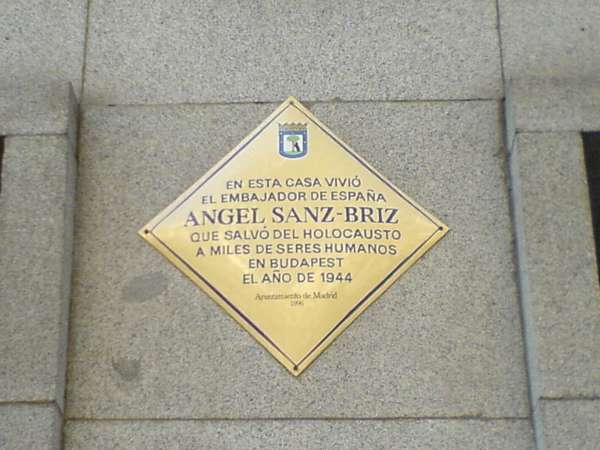 EN ESTA CASA VIVIÓ
EL EMBAJADOR DE ESPAÑA
ANGEL SANZ-BRIZ
QUE SALVÓ DEL HOLOCAUSTO
A MILES DE SERES HUMANOS
EN BUDAPEST
EL AÑO DE 1944
Ayuntamiento de Madrid
1996